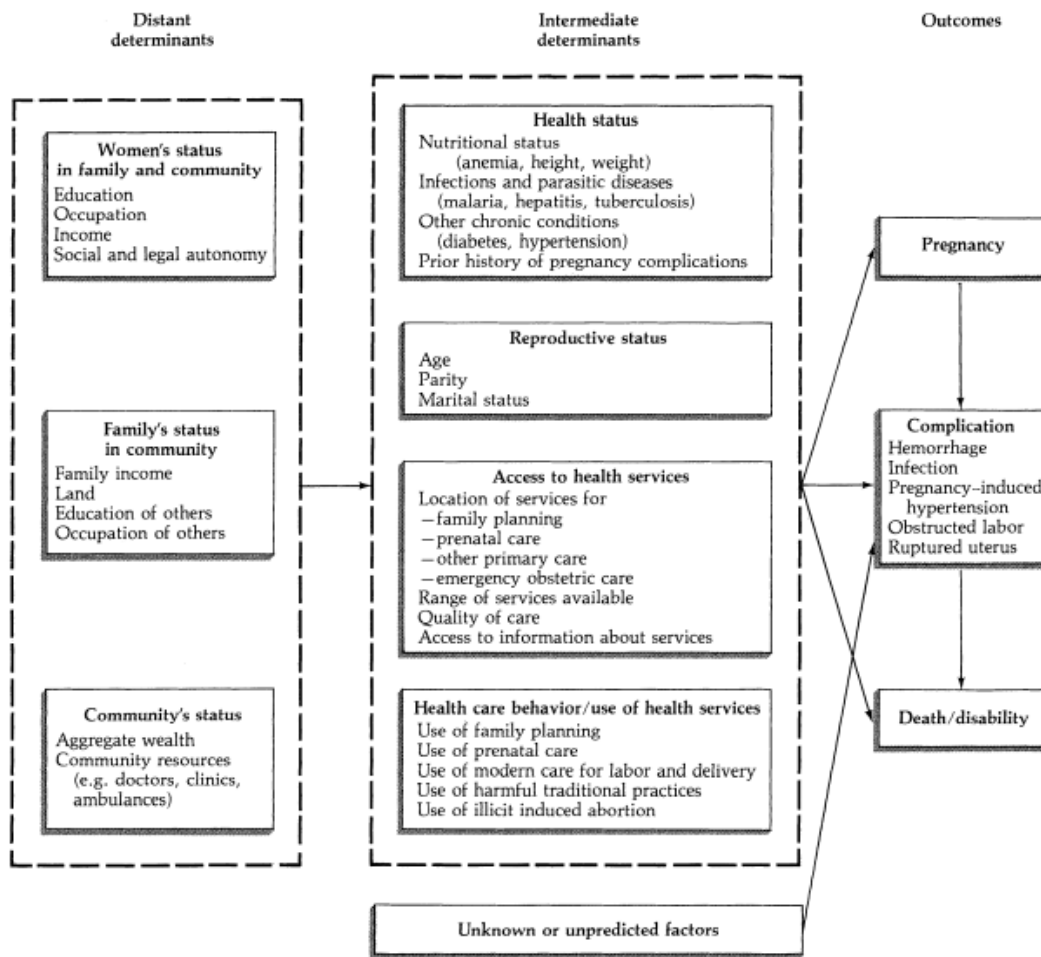 Distant
determinants
Intermediate
determinants
Outcomes
Women's status
in family and community
Education
Occupation
Income
Social and legal autonomy
Family's status
in community
Family income
Land
Education of others
Occupation of others
Community's status
Aggregate wealth
Community resources
(e.g. doctors, clinics,
ambulances)
Health status
Nutritional status
(anemia, height, weight)
Infections and parasitic diseases
(malaria, hepatitis, tuberculosis)
Other chronic conditions
(diabetes, hypertension)
Prior history of pregnancy complications
Reproductive status
Age
Parity
Marital status
Access to health services
Location of services for
—family planning
—prenatal care
—other primary care
—emergency obstetric care
Range of services available
Quality of care
Access to information about services
Health care behavior/use of health services
Use of family planning
Use of prenatal care
Use of modern care for labor and delivery
Use of harmful traditional practices
Use of illicit induced abortion
Unknown or unpredicted factors
Pregnancy
Complication
Hemorrhage
Infection
Pregnancy-induced
hypertension
Obstructed labor
Ruptured uterus
Death/disability